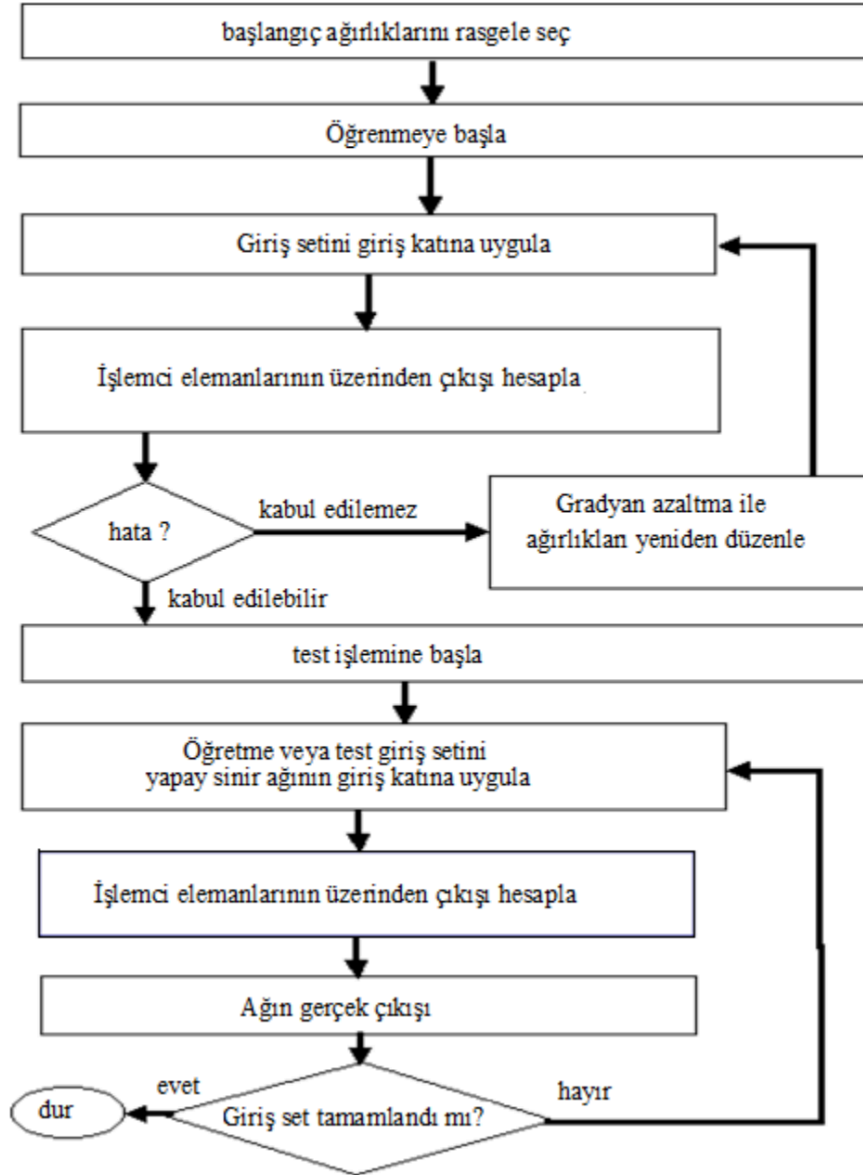 başlangıç ağırlıklarını rasgele seç
Öğrenmeye başla
Giriş setini giriş katına uygula
İşlemci elemanlarının üzerinden çıkışı hesapla
hata ?
kabul edilemez
Gradyan azaltma ile
ağırlıkları yeniden düzenle
kabul edilebilir
test işlemine başla
Öğretme veya test giriş setini
yapay sinir ağının giriş katına uygula
İşlemci elemanlarının üzerinden çıkışı hesapla
Ağın gerçek çıkışı
Giriş set tamamlandı mı?
evet
hayır
dur